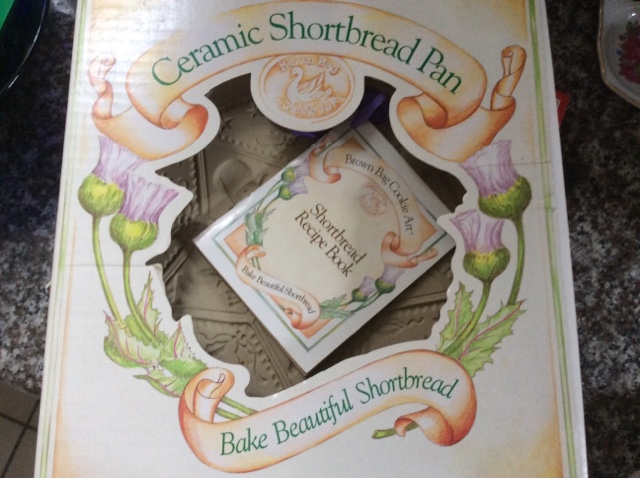 Ceramic Shortbread Pan
Brown Bag Cookie Art
Shortbread
Recipe Book
Bake Beautiful Shortbread
Bake Beautiful Shortbread